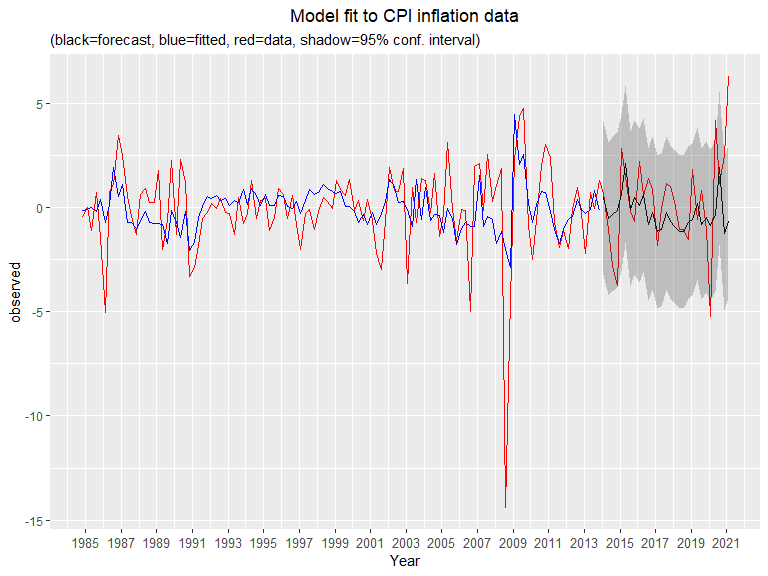 Model fit to CPI inflation data
(black=forecast, blue=fitted, red=data, shadow=95% conf. interval)
5
0
-5
-10
-15
observed
1985 1987 1989 1991 1993 1995 1997 1999 2001 2003 2005 2007 2009 2011 2013 2015 2017 2019 2021
Year